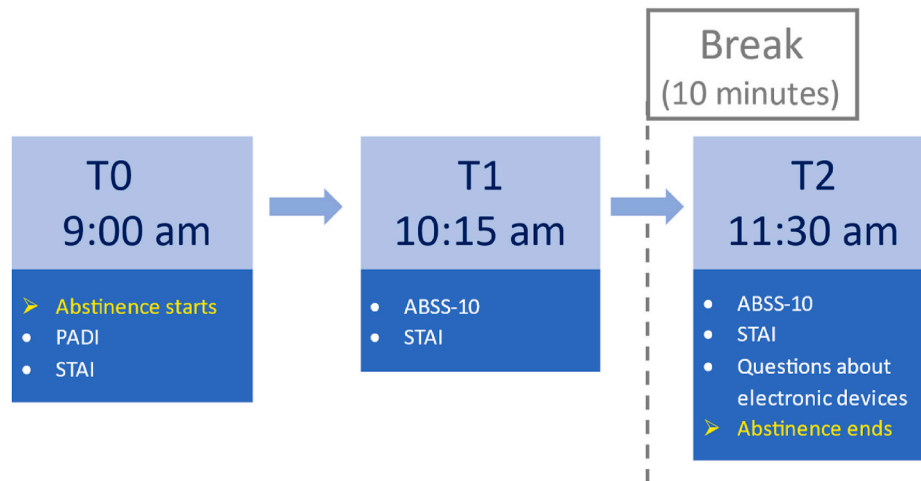 Break
(10 minutes)
T0
9:00 am
Abstinence starts
PADI
STAI
T1
10:15 am
ABSS-10
STAI
T2
11:30 am
ABSS-10
STAI
Questions about
electronic devices
Abstinence ends